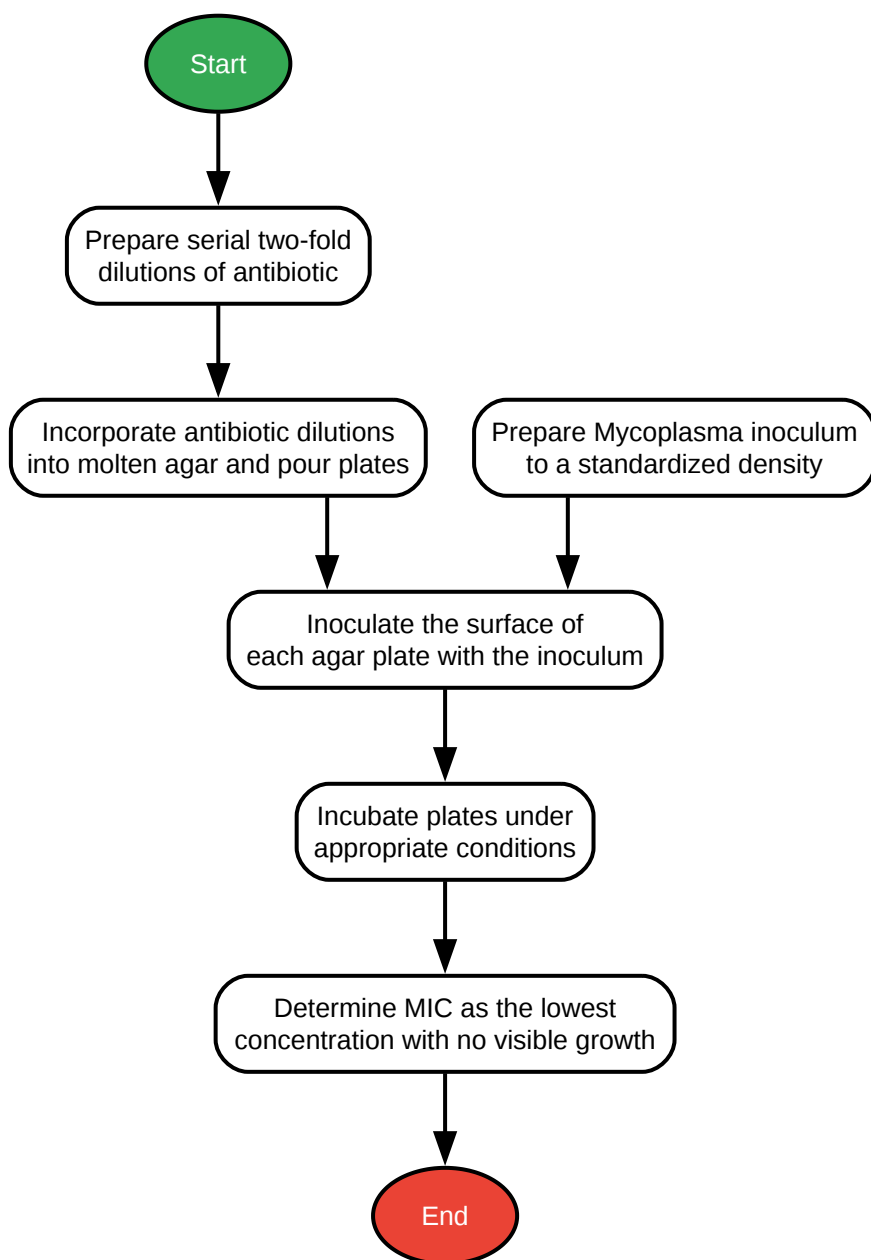 Start
Prepare serial two-fold
dilutions of antibiotic
Incorporate antibiotic dilutions
into molten agar and pour plates
Prepare Mycoplasma inoculum
to a standardized density
Inoculate the surface of
each agar plate with the inoculum
Incubate plates under
appropriate conditions
Determine MIC as the lowest
concentration with no visible growth
End